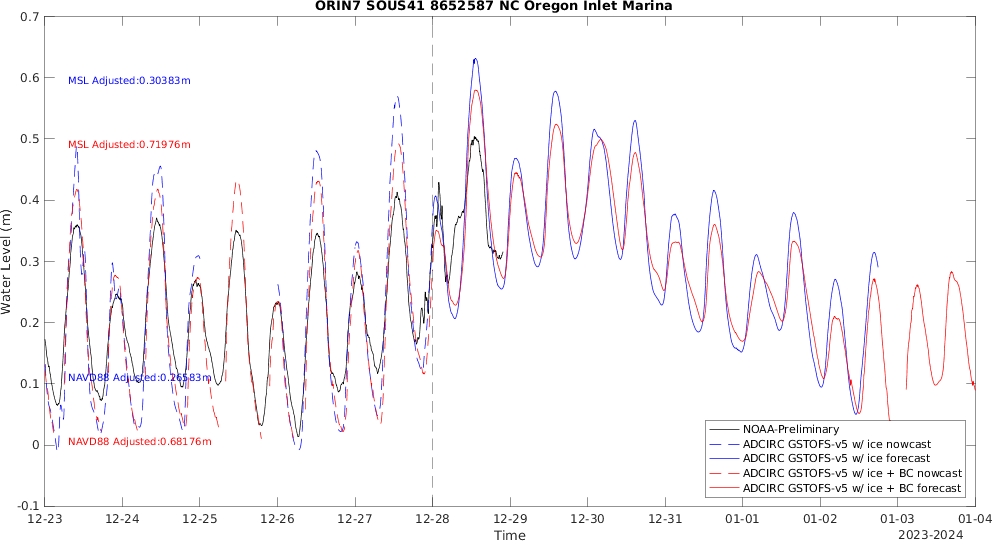 ORIN7 SOUS41 8652587 NC Oregon Inlet Marina
Water Level (m)
0.7
0.6
0.5
0.4
0.3
0.2
0.1
0
-0.1
MSL Adjusted:0.30383m
MSL Adjusted:0.71976m
NAVD88 Adjusted:0.26583m
NAVD88 Adjusted:0.68176m
NOAA-Preliminary
ADCIRC GSTOFS-v5 w/ ice nowcast
ADCIRC GSTOFS-v5 w/ ice forecast
ADCIRC GSTOFS-v5 w/ ice + BC nowcast
ADCIRC GSTOFS-v5 w/ ice + BC forecast
12-23 12-24 12-25 12-26 12-27 12-28 12-29 12-30 12-31 01-01 01-02 01-03 01-04
Time
2023-2024